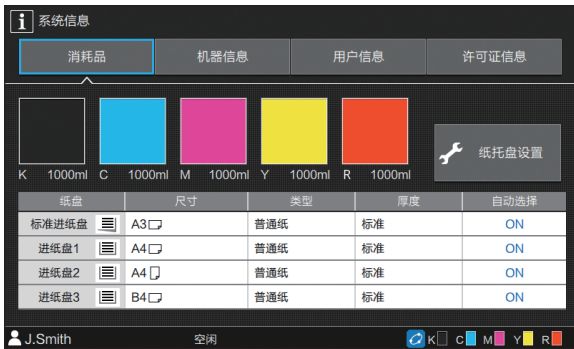 i 系统信息
消耗品 机器信息 用户信息 许可证信息
K 1000ml C 1000ml M 1000ml Y 1000ml R 1000ml
纸托盘设置
纸盘 尺寸 类型 厚度 自动选择
标准进纸盘 A3 普通纸 标准 ON
进纸盘1 A4 普通纸 标准 ON
进纸盘2 A4 普通纸 标准 ON
进纸盘3 B4 普通纸 标准 ON
J.Smith 空闲 K C M Y R